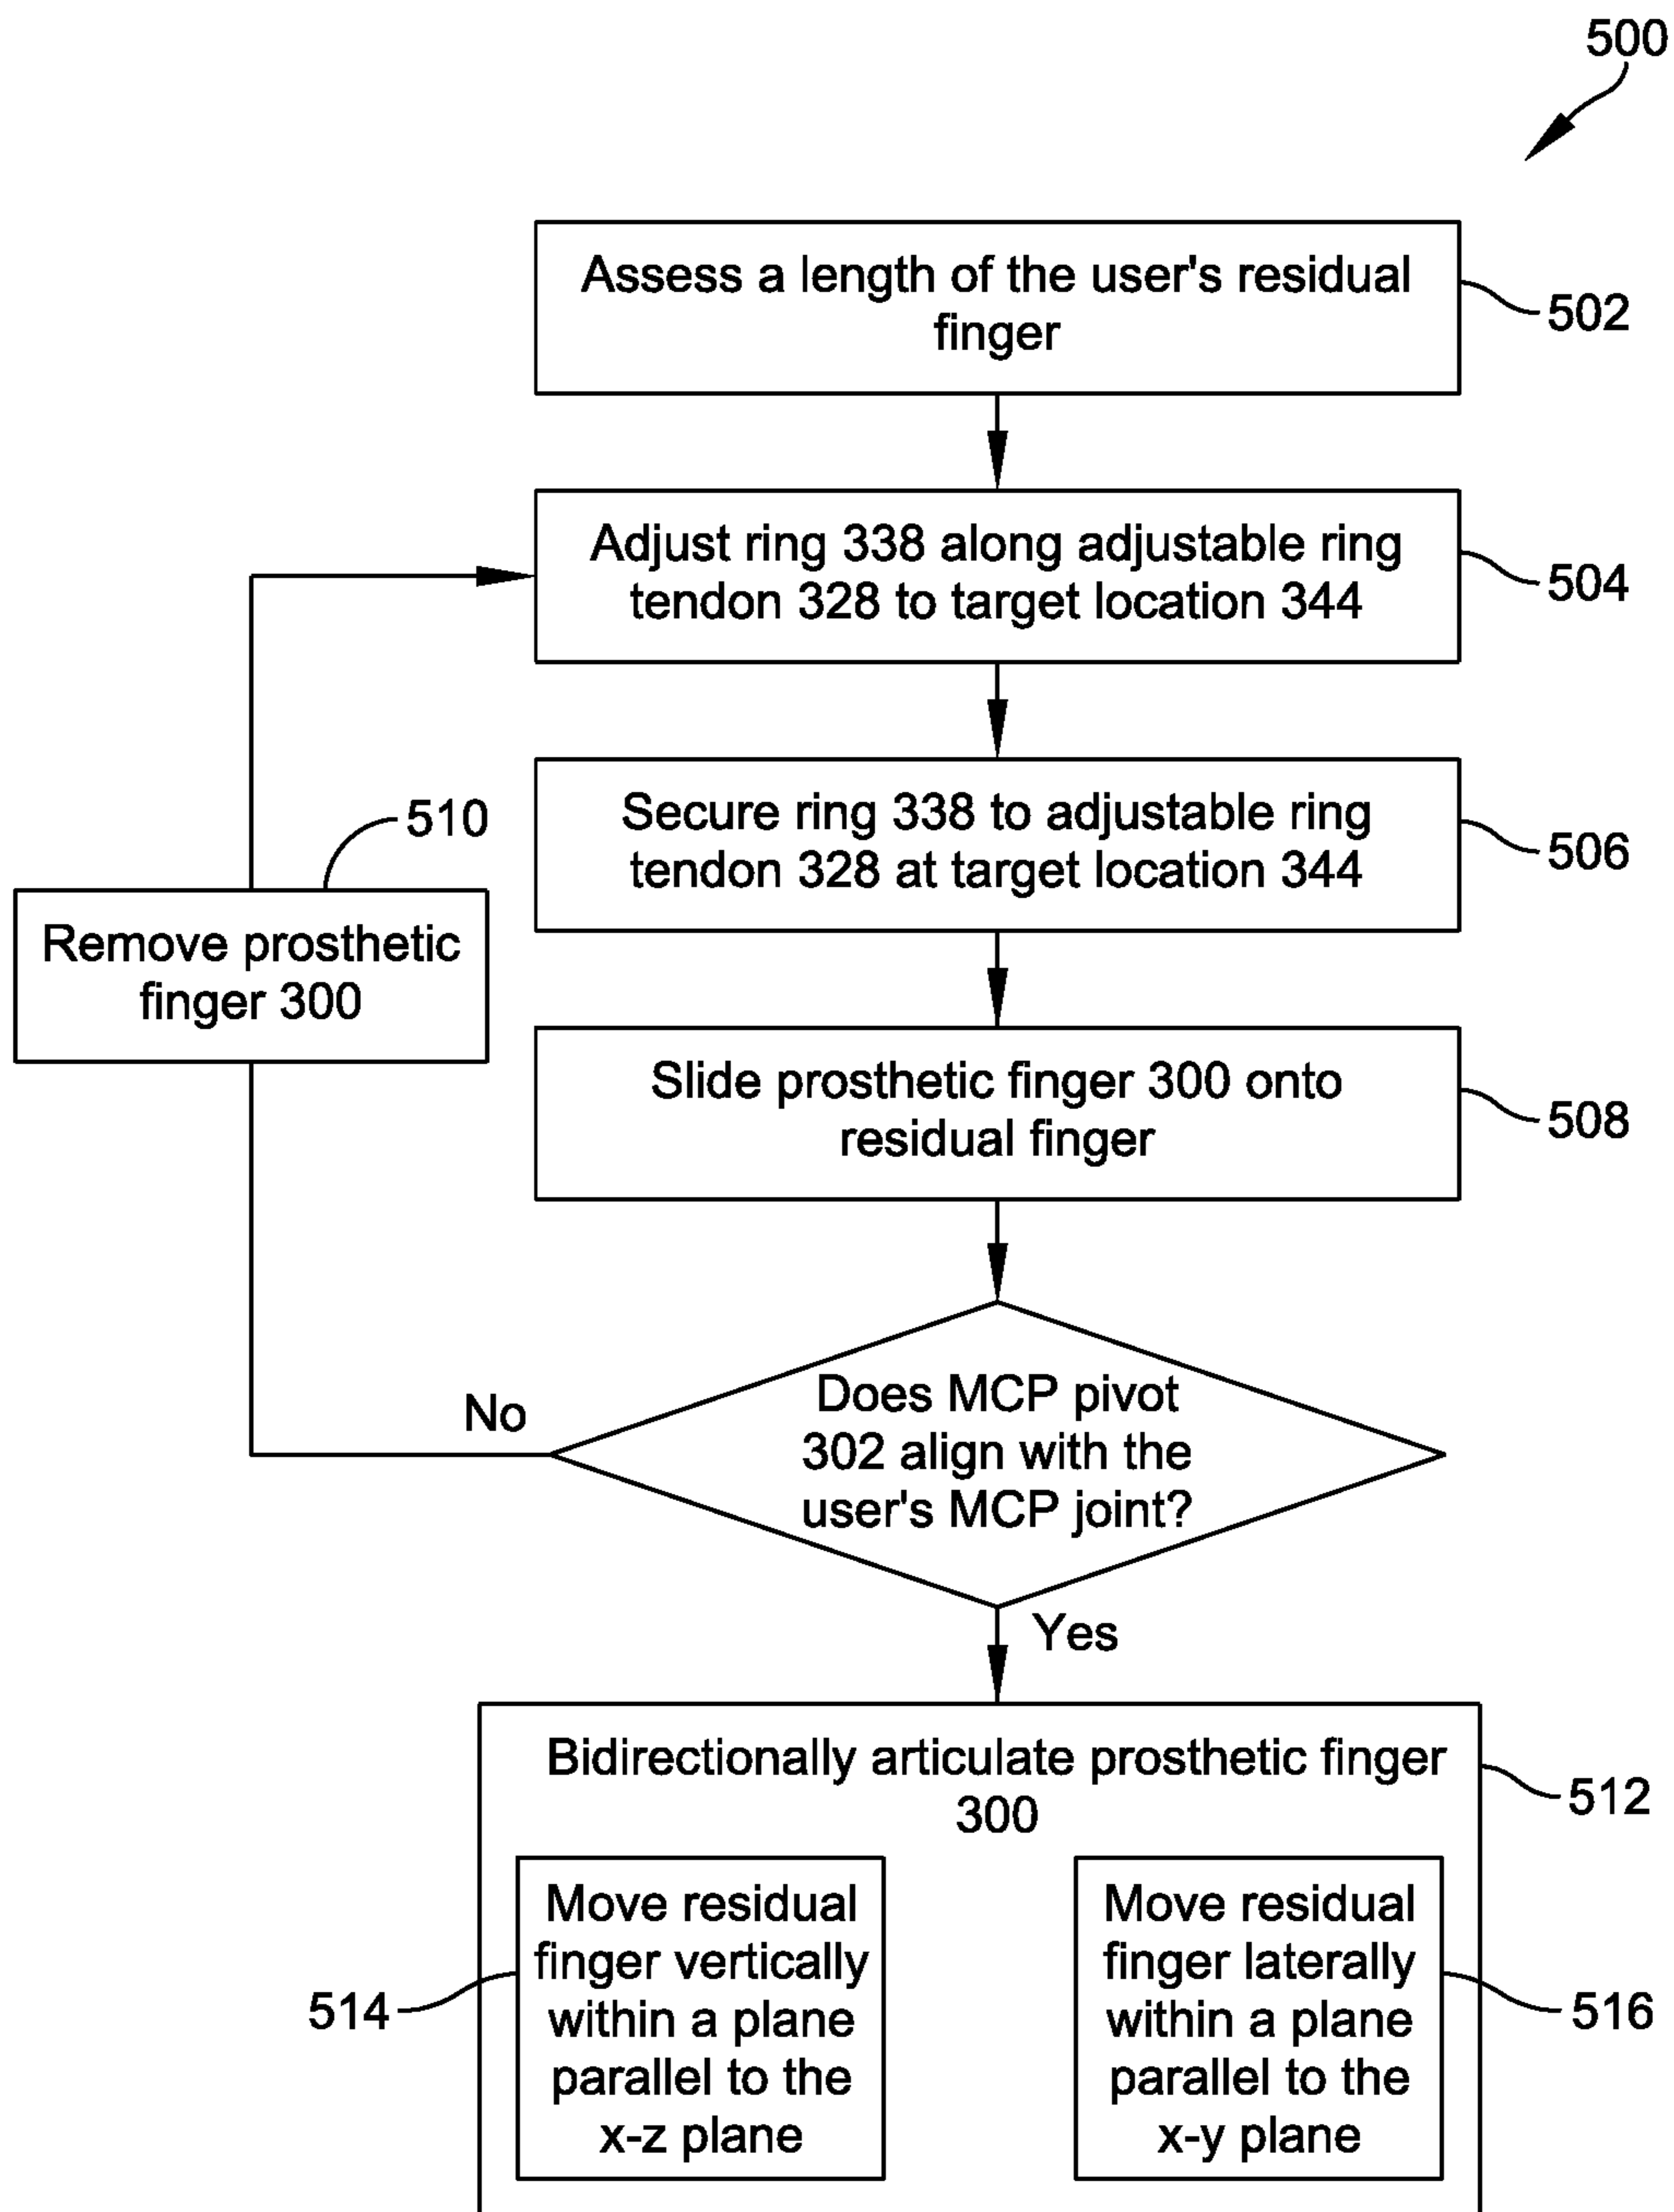 500
Assess a length of the user's residual
finger
502
Adjust ring 338 along adjustable ring
tendon 328 to target location 344
504
Secure ring 338 to adjustable ring
tendon 328 at target location 344
506
510
Remove prosthetic
finger 300
Slide prosthetic finger 300 onto
residual finger
508
Does MCP pivot
302 align with the
user's MCP joint?
No
Yes
Bidirectionally articulate prosthetic finger
300
512
Move residual
finger vertically
within a plane
parallel to the
x-z plane
514
Move residual
finger laterally
within a plane
parallel to the
x-y plane
516